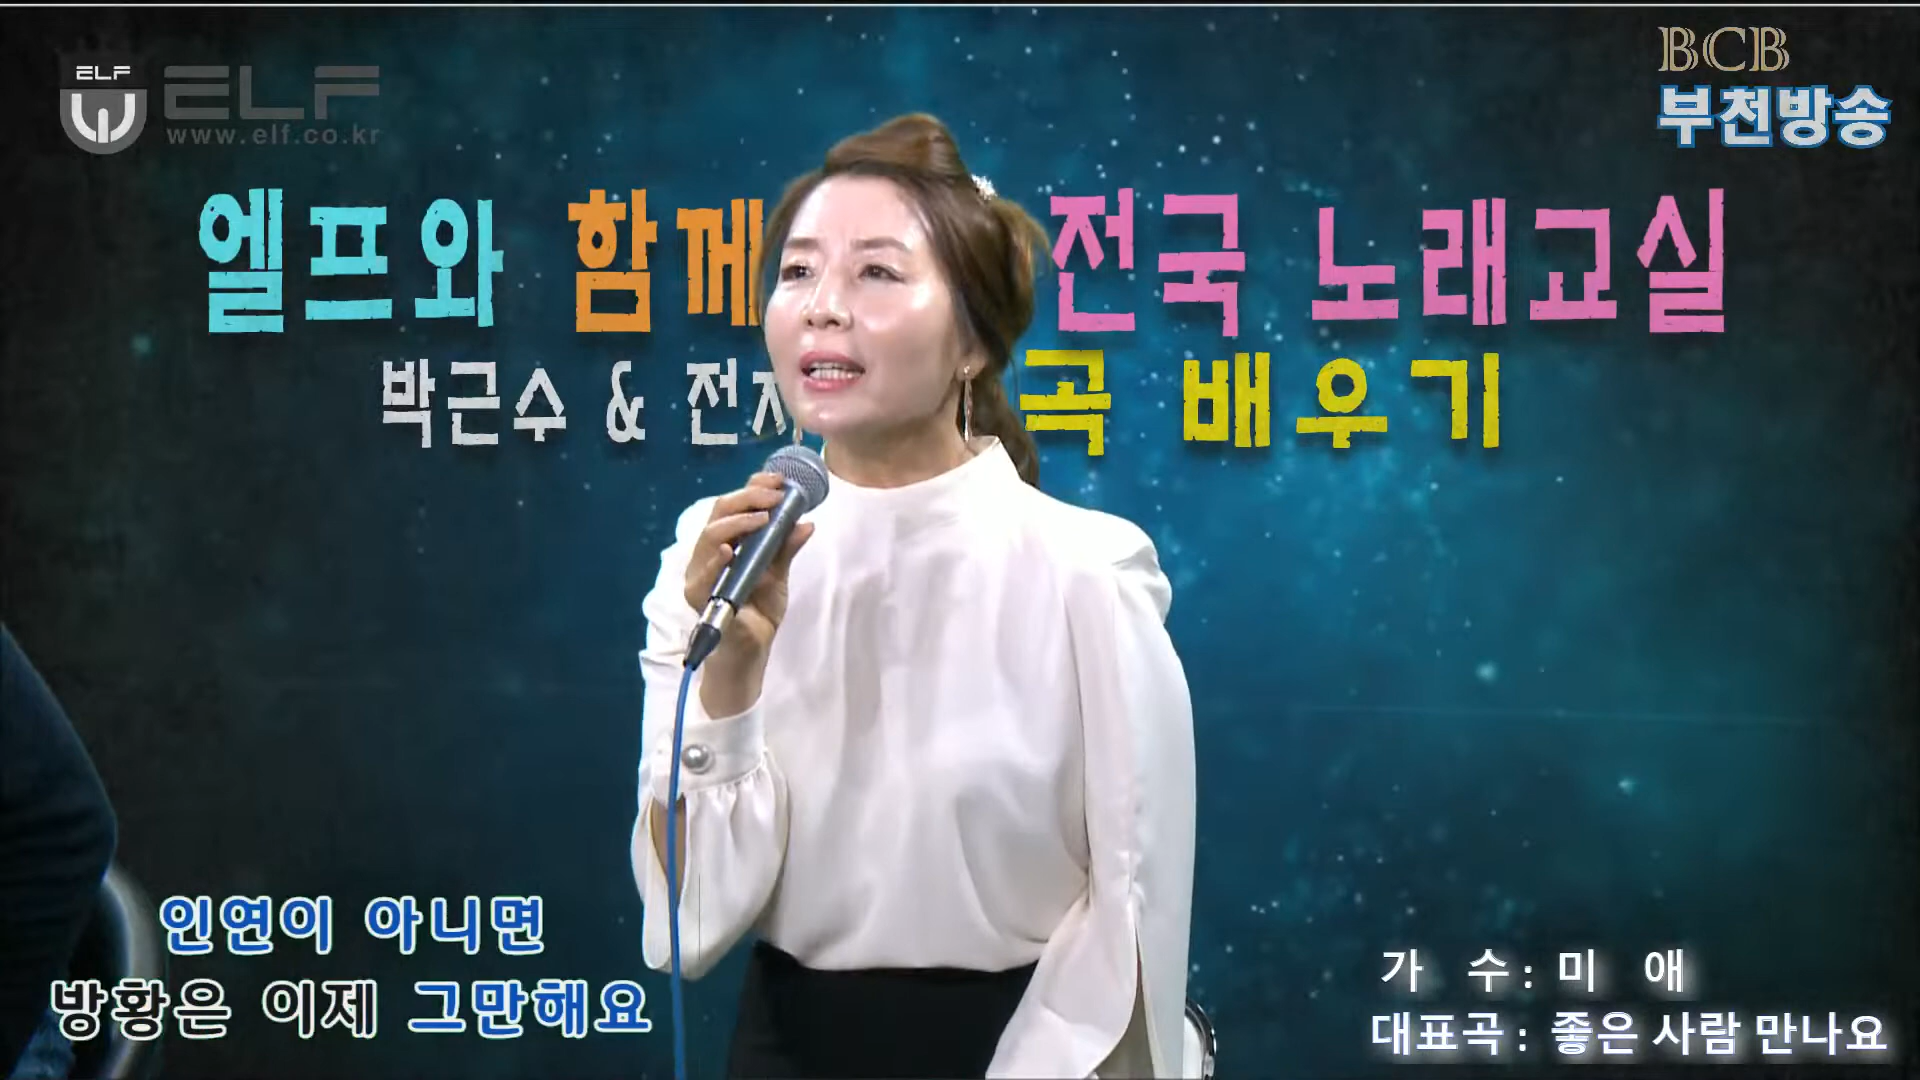 ELF
ELF
www.elf.co.kr
BCB
부천방송
엘프와 함께 전국 노래교실
박근수 & 전 곡 배우기
인연이 아니면
방황은 이제 그만해요
가 수 : 미 애
대표곡 : 좋은 사람 만나요